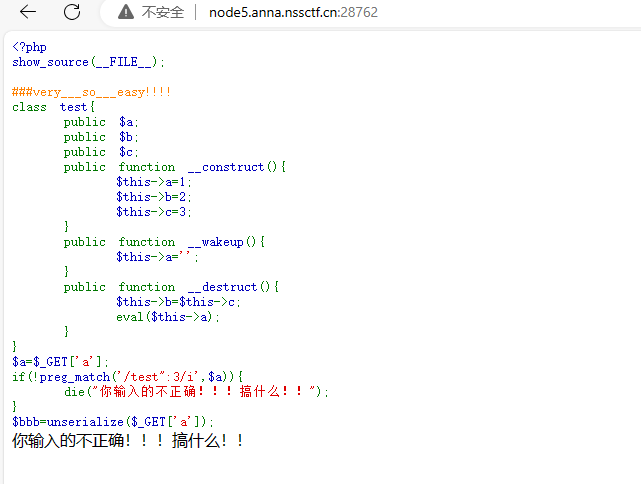 不安全 | node5.anna.nssctf.cn:28762
<?php
show_source(__FILE__);
###very___so___easy!!!!
class test{
public $a;
public $b;
public $c;
public function __construct(){
$this->a=1;
$this->b=2;
$this->c=3;
}
public function __wakeup(){
$this->a='';
}
public function __destruct(){
$this->b=$this->c;
eval($this->a);
}
}
$a=$_GET['a'];
if(!preg_match('/test":3/i',$a)){
die("你输入的不正确！！！搞什么！！");
}
$bbb=unserialize($_GET['a']);
你输入的不正确！！！搞什么！！